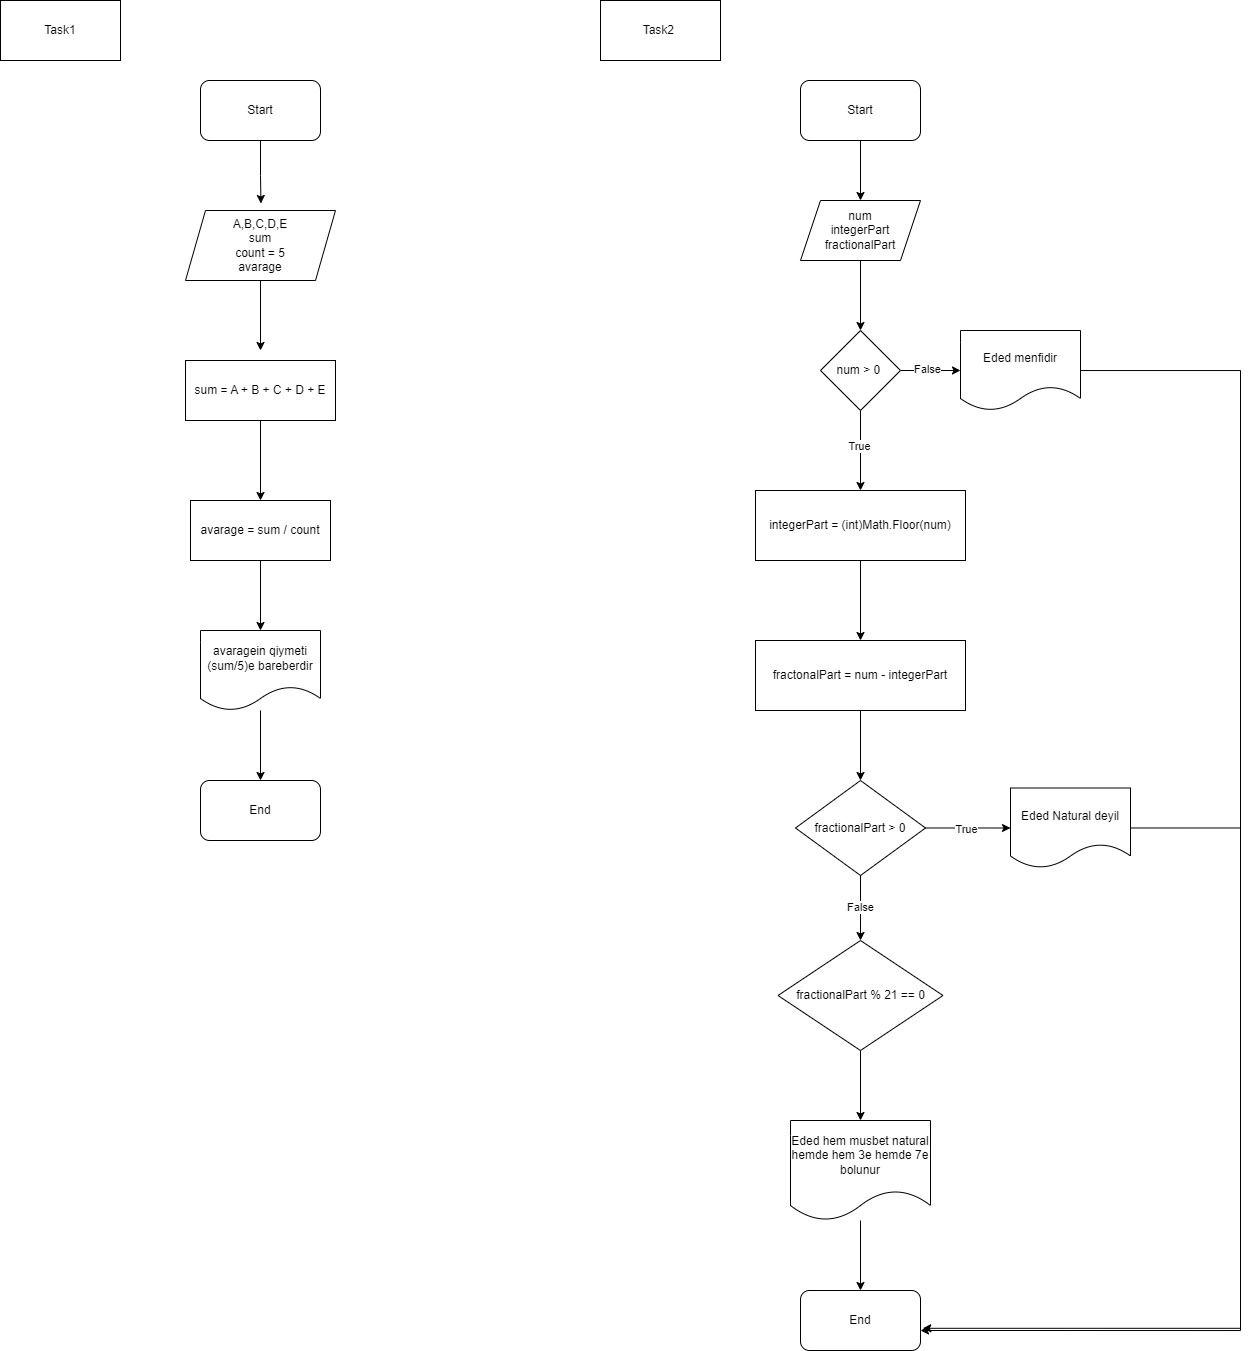 Task1
Start
A,B,C,D,E
sum
count = 5
avarage
sum = A + B + C + D + E
avarage = sum / count
avaragein qiymeti
(sum/5)e bareberdir
End
Task2
Start
num
integerPart
fractionalPart
num > 0
False
Eded menfidir
True
integerPart = (int)Math.Floor(num)
fractonalPart = num - integerPart
fractionalPart > 0
True
Eded Natural deyil
False
fractionalPart % 21 == 0
Eded hem musbet natural
hemde hem 3e hemde 7e
bolunur
End